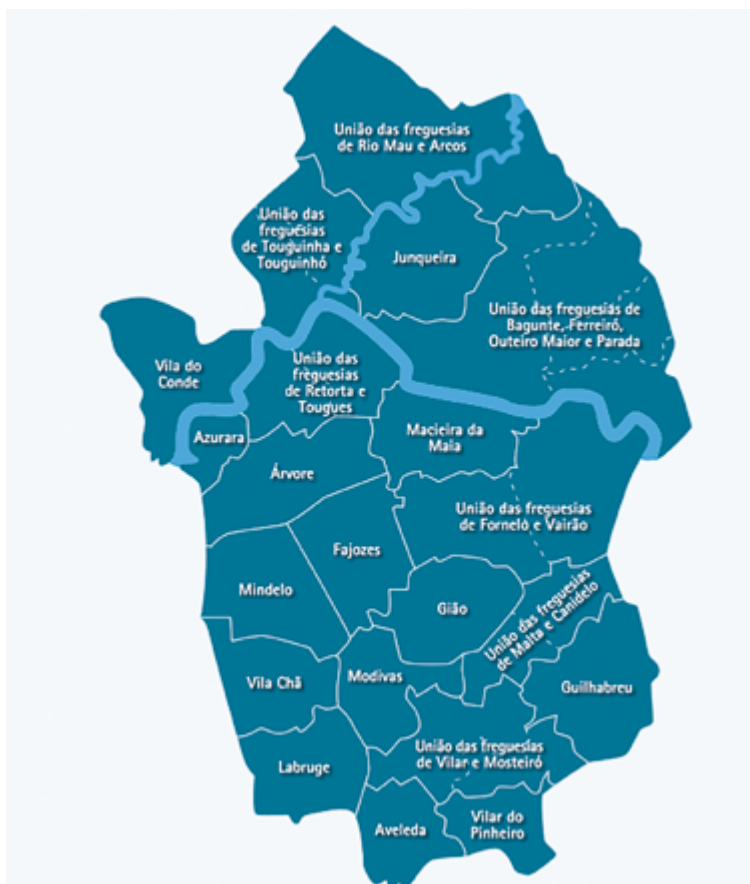 União das freguesias
de Rio Mau e Arcos
União das
freguesias
de Touguinha e
Touguinhó
Junqueira
União das freguesias de
Bagunte, Ferreiró,
Outeiro Maior e Parada
Vila do
Conde
União das
freguesias
de Retorta e
Tougues
Azurara
Macieira da
Maia
Árvore
União das freguesias
de Fornelo e Vairão
Fajozes
Mindelo
Gião
União das freguesias
de Malta e Canidelo
Vila Chã
Modivas
Guilhabreu
União das freguesias
de Vilar e Mosteiró
Labruge
Aveleda
Vilar do
Pinheiro